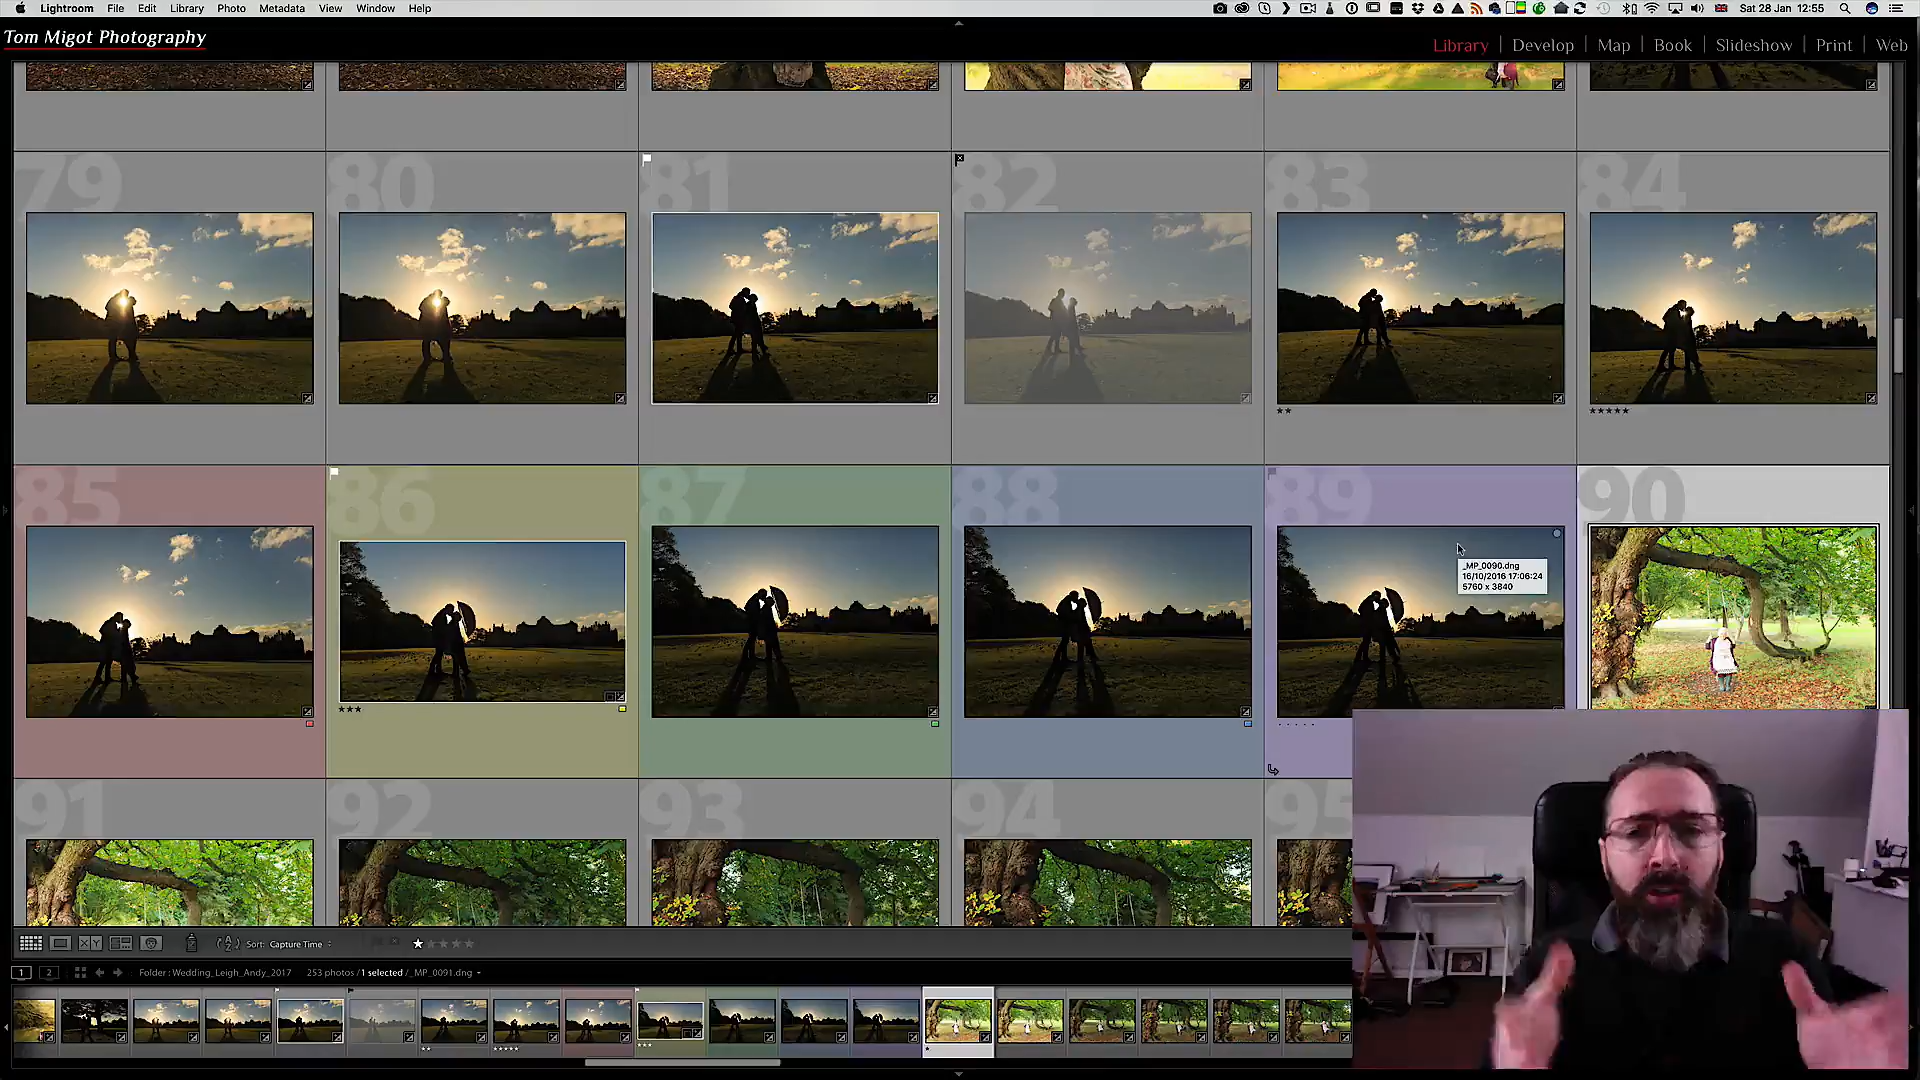 Lightroom File Edit Library Photo Metadata View Window Help Sat 28 Jan 12:55
Tom Migot Photography
Library | Develop | Map | Book | Slideshow | Print | Web
79 80 81 82 83 84
85 86 87 88 89 90
_MP_0090.dng
16/10/2016 17:06:24
5760 x 3840
91 92 93 94 95
Sort: Capture Time
1 2 Folder : Wedding_Leigh_Andy_2017 253 photos / 1 selected / _MP_0091.dng